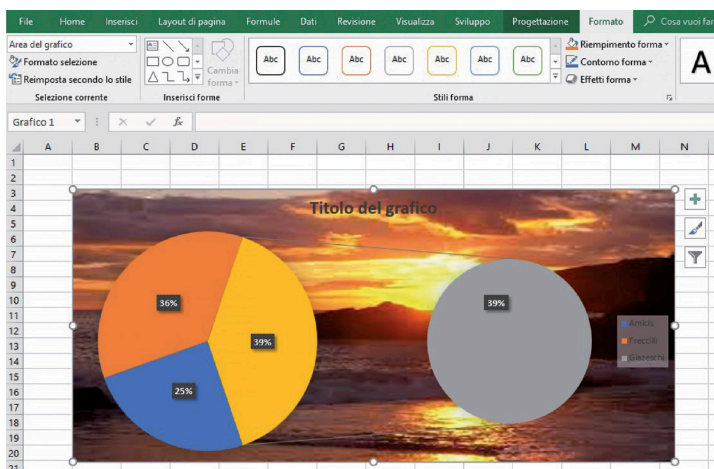 File Home Inserisci Layout di pagina Formule Dati Revisione Visualizza Sviluppo Progettazione Formato Cosa vuoi far
Area del grafico
Formato selezione
Reimposta secondo lo stile
Selezione corrente
Cambia
forma
Inserisci forme
Abc Abc Abc Abc Abc Abc Abc
Stili forma
Riempimento forma
Contorno forma
Effetti forma
A
Grafico 1
fx
A B C D E F G H I J K L M N
1
2
3
4
5
6
7
8
9
10
11
12
13
14
15
16
17
18
19
20
21
Titolo del grafico
36%
39%
25%
39%
Amicis
Freccilli